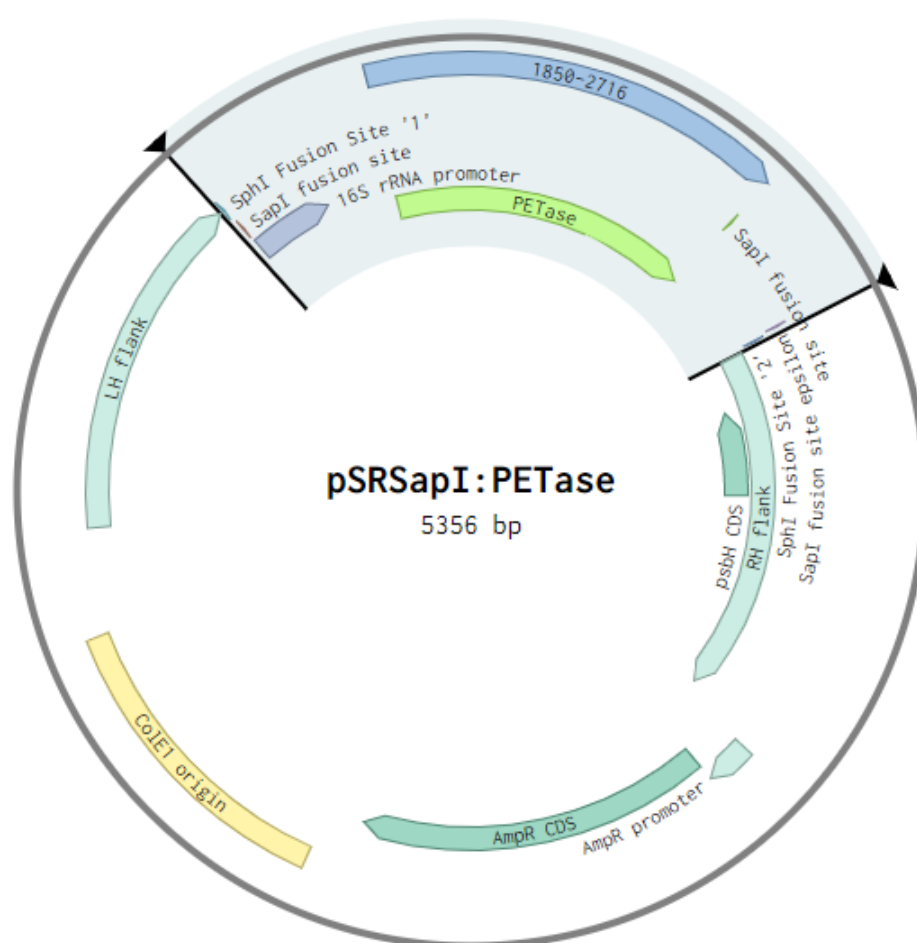 1850-2716
SphI Fusion Site '1'
SapI fusion site
16S rRNA promoter
PETase
SapI fusion site
LH flank
SapI fusion site epsilon
SphI Fusion Site '2'
pSRSapI:PETase
5356 bp
psbH CDS
RH flank
ColE1 origin
AmpR CDS
AmpR promoter